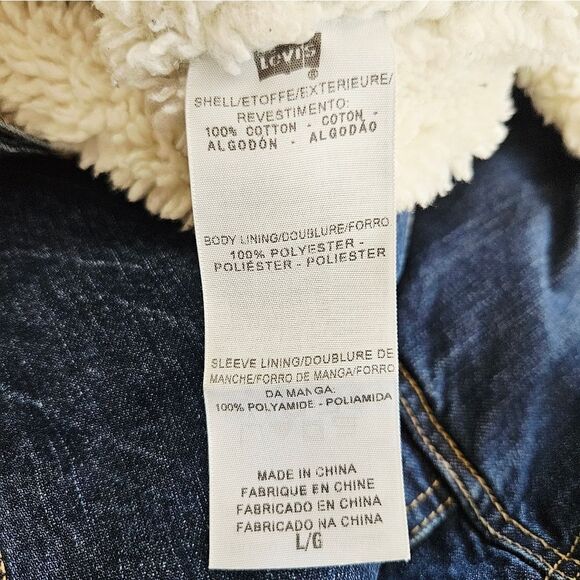 Levi's
®
SHELL/ETOFFE/EXTERIEURE/
REVESTIMENTO:
100% COTTON - COTON -
ALGODÓN - ALGODÃO
BODY LINING/DOUBLURE/FORRO
100% POLYESTER -
POLIÉSTER - POLIESTER
SLEEVE LINING/DOUBLURE DE
MANCHE/FORRO DE MANGA/FORRO
DA MANGA:
100% POLYAMIDE - POLIAMIDA
MADE IN CHINA
FABRIQUE EN CHINE
FABRICADO EN CHINA
FABRICADO NA CHINA
L/G